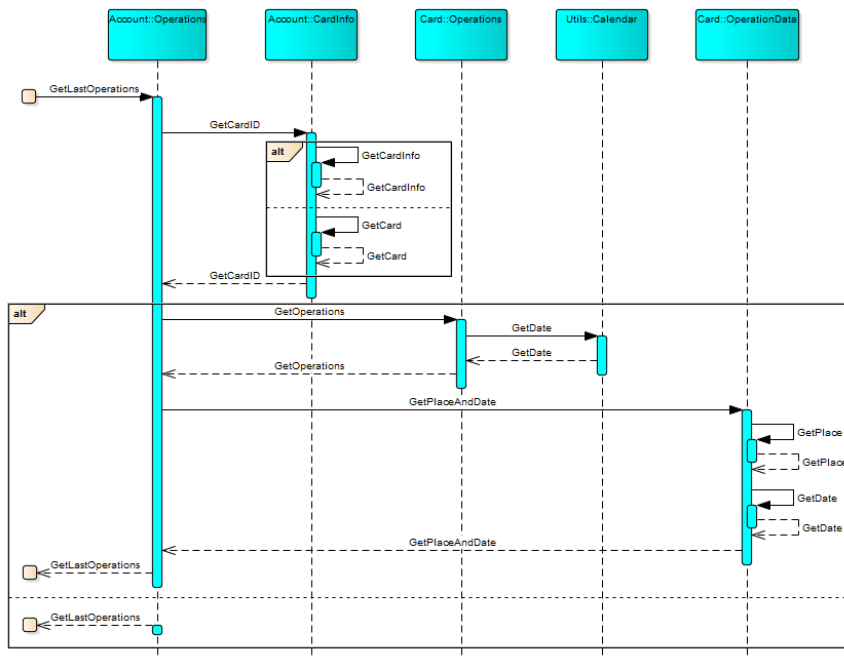 Account::Operations
Account::CardInfo
Card::Operations
Utils::Calendar
Card::OperationData
GetLastOperations
GetCardID
alt
GetCardInfo
GetCardInfo
GetCard
GetCard
GetCardID
alt
GetOperations
GetDate
GetDate
GetOperations
GetPlaceAndDate
GetPlace
GetPlace
GetDate
GetDate
GetPlaceAndDate
GetLastOperations
GetLastOperations